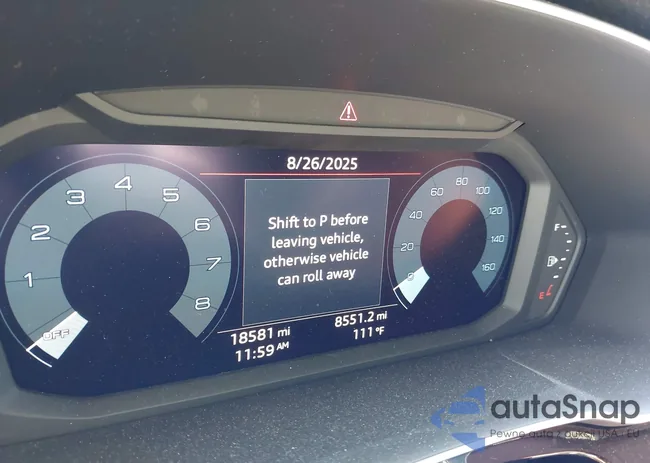 8/26/2025
1
2
3
4
5
6
7
8
OFF
Shift to P before
leaving vehicle,
otherwise vehicle
can roll away
0
20
40
60
80
100
120
140
160
18581 mi
8551.2 mi
11:59 AM
111 °F
F
E
autaSnap